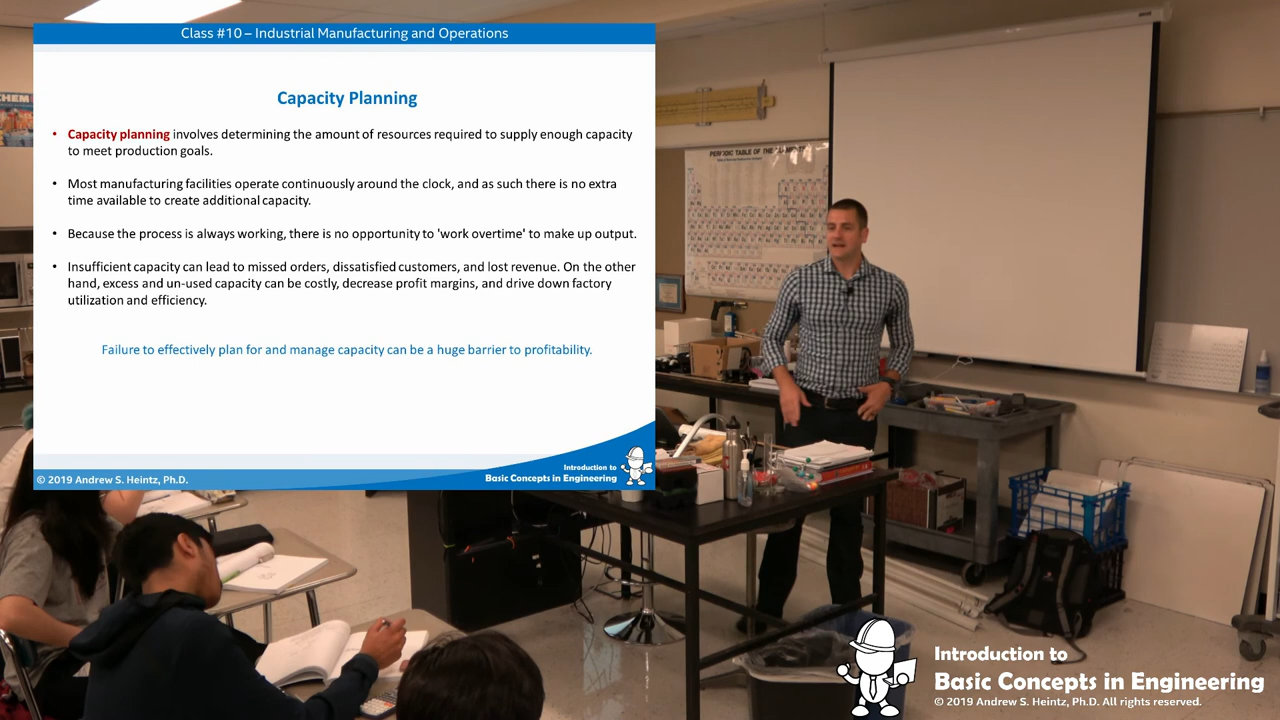 Class #10 – Industrial Manufacturing and Operations
Capacity Planning
• Capacity planning involves determining the amount of resources required to supply enough capacity
to meet production goals.
• Most manufacturing facilities operate continuously around the clock, and as such there is no extra
time available to create additional capacity.
• Because the process is always working, there is no opportunity to 'work overtime' to make up output.
• Insufficient capacity can lead to missed orders, dissatisfied customers, and lost revenue. On the other
hand, excess and un-used capacity can be costly, decrease profit margins, and drive down factory
utilization and efficiency.
Failure to effectively plan for and manage capacity can be a huge barrier to profitability.
© 2019 Andrew S. Heintz, Ph.D.
Introduction to
Basic Concepts in Engineering
CHEM
PERIODIC TABLE OF THE ELEMENTS
Introduction to
Basic Concepts in Engineering
© 2019 Andrew S. Heintz, Ph.D. All rights reserved.